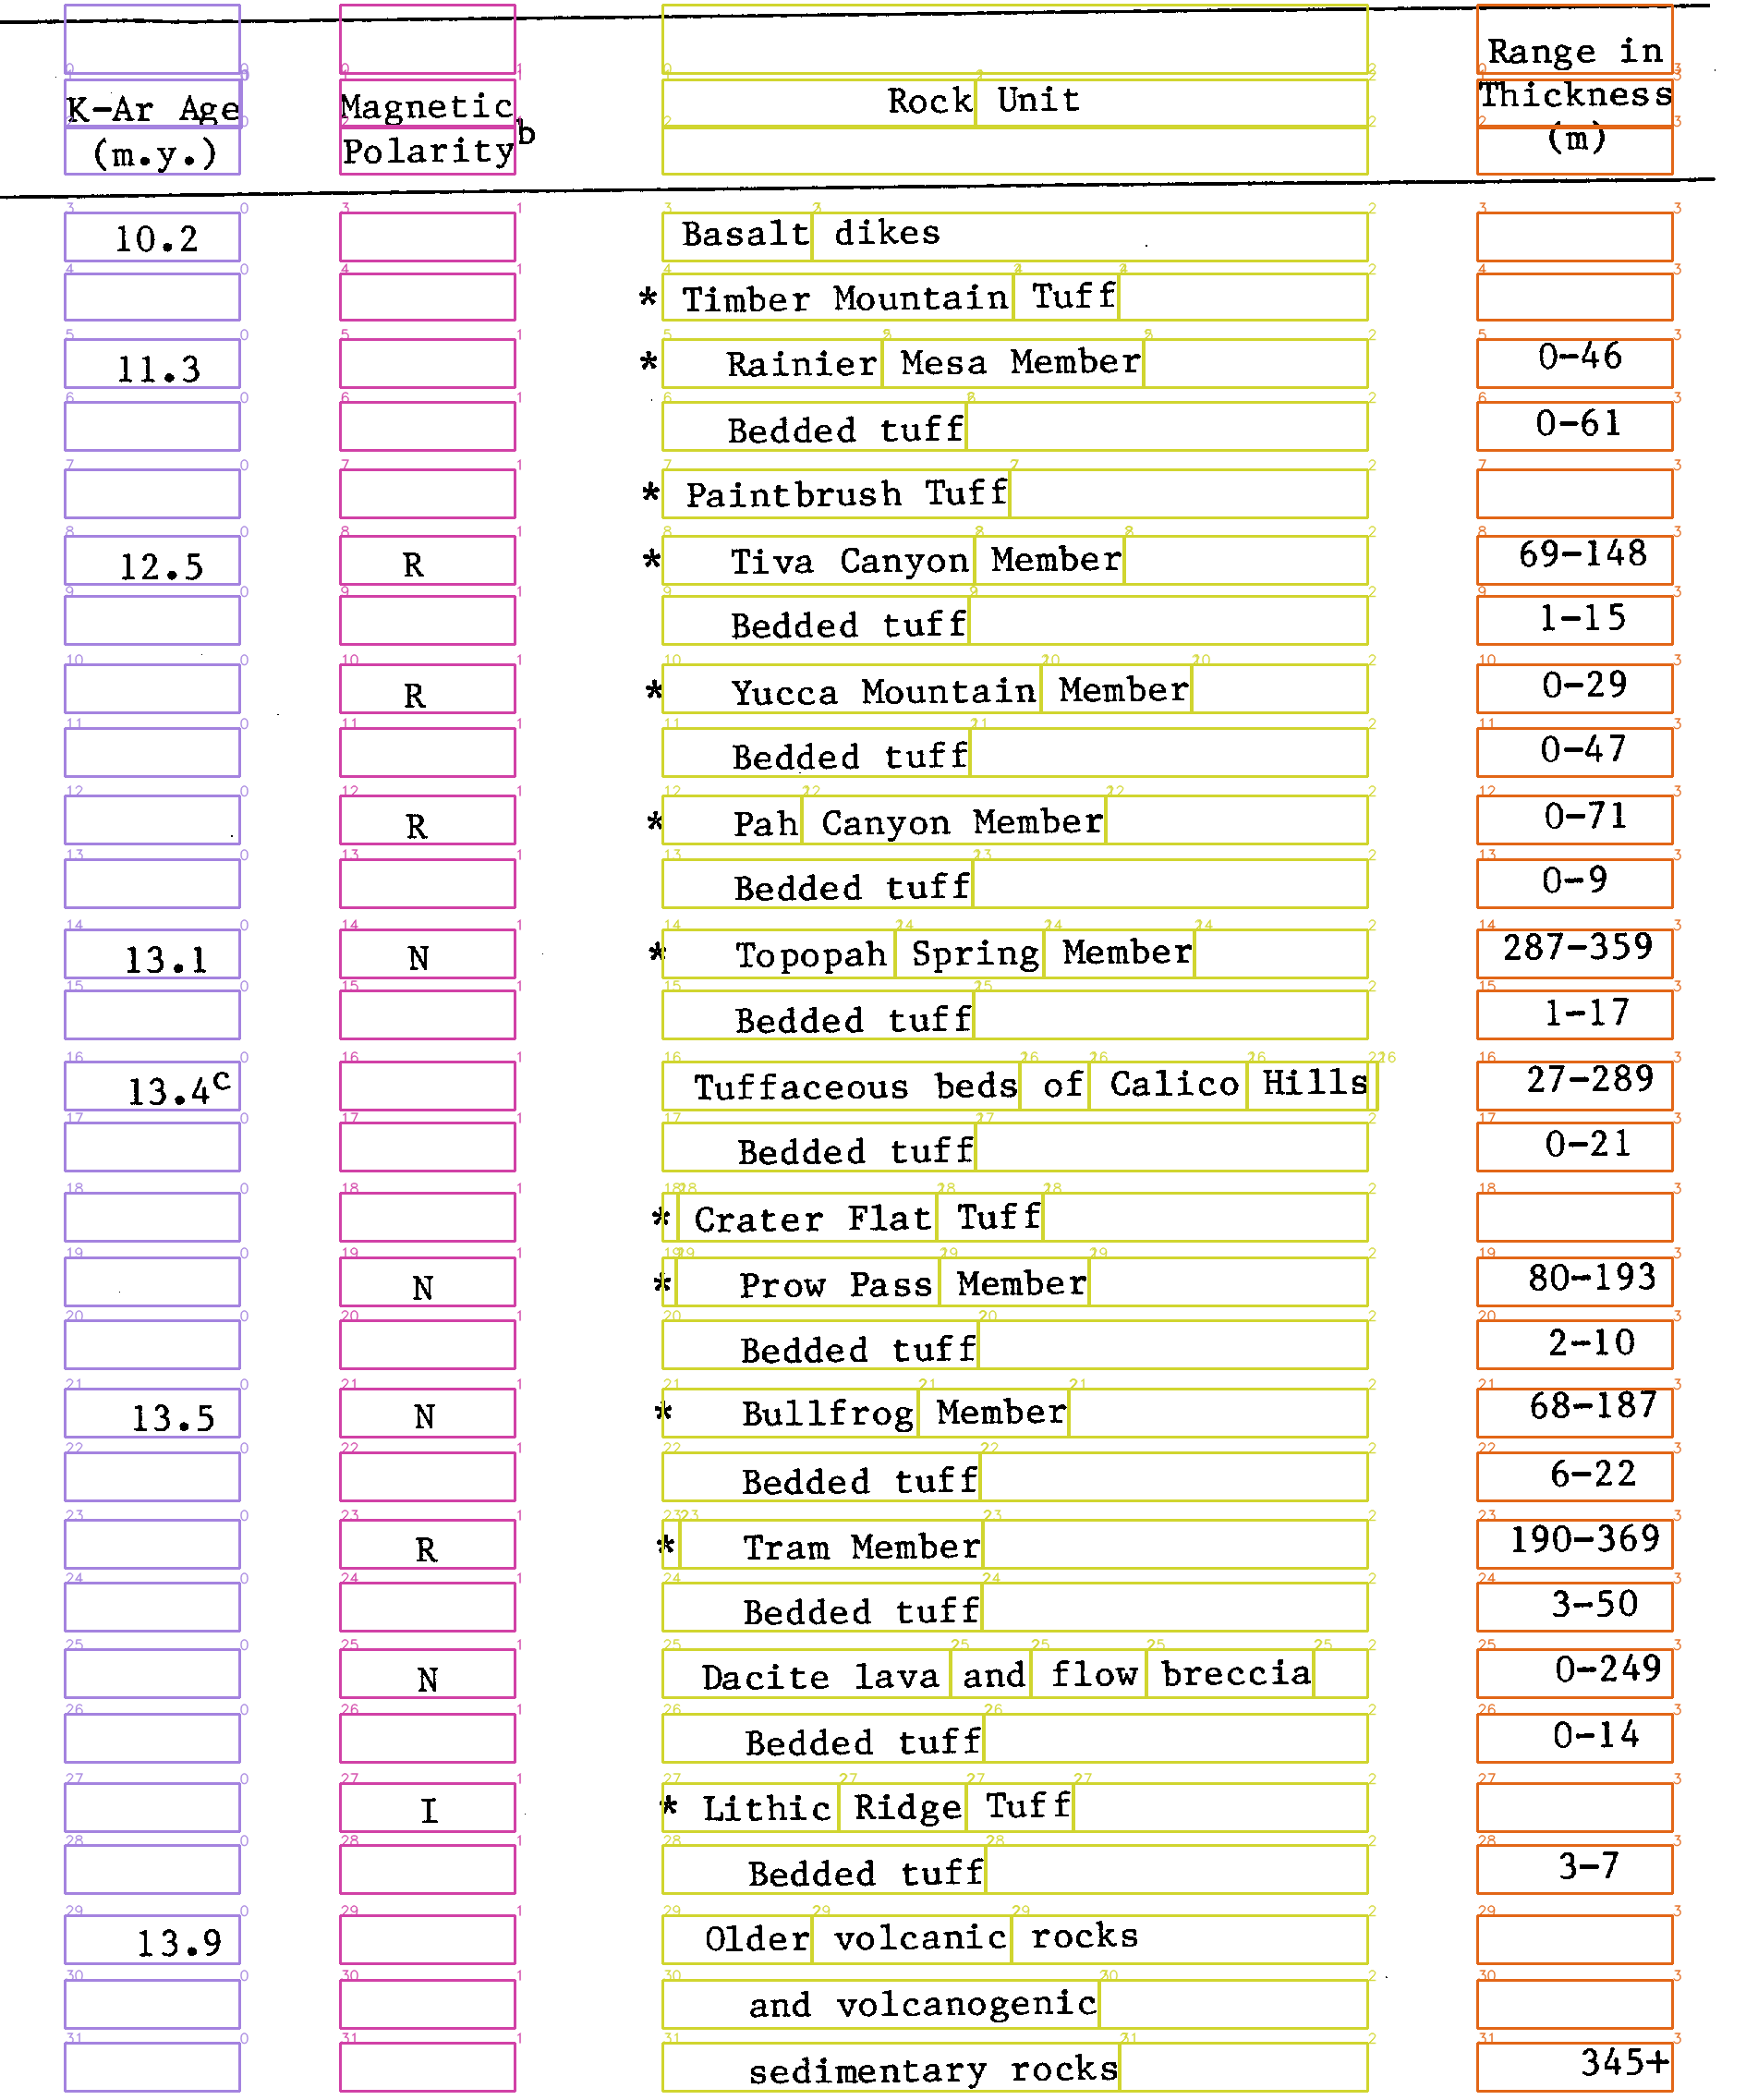 Range in
K-Ar Age Magnetic Rock Unit Thickness
(m.y.) Polarity b (m)
10.2 Basalt dikes
* Timber Mountain Tuff
11.3 * Rainier Mesa Member 0-46
Bedded tuff 0-61
* Paintbrush Tuff
12.5 R * Tiva Canyon Member 69-148
Bedded tuff 1-15
R * Yucca Mountain Member 0-29
Bedded tuff 0-47
R * Pah Canyon Member 0-71
Bedded tuff 0-9
13.1 N * Topopah Spring Member 287-359
Bedded tuff 1-17
13.4c Tuffaceous beds of Calico Hills 27-289
Bedded tuff 0-21
* Crater Flat Tuff
N * Prow Pass Member 80-193
Bedded tuff 2-10
13.5 N * Bullfrog Member 68-187
Bedded tuff 6-22
R * Tram Member 190-369
Bedded tuff 3-50
N Dacite lava and flow breccia 0-249
Bedded tuff 0-14
I * Lithic Ridge Tuff
Bedded tuff 3-7
13.9 Older volcanic rocks
and volcanogenic
sedimentary rocks 345+